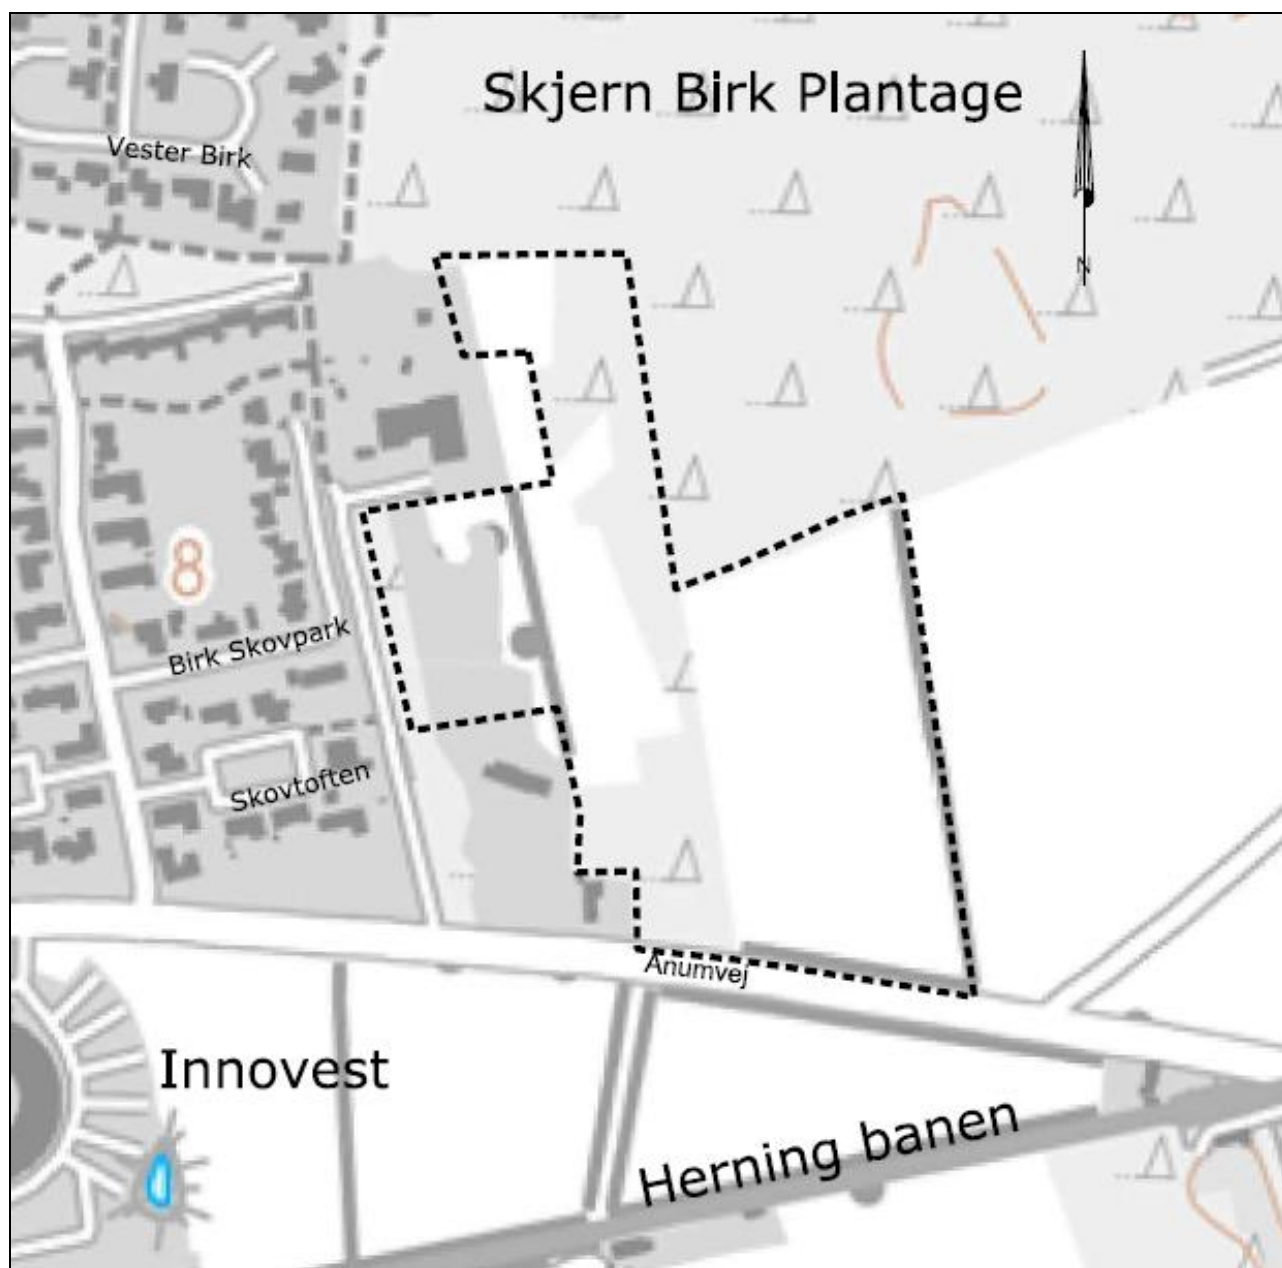 Skjern Birk Plantage
Vester Birk
N
8
Birk Skovpark
Skovtoften
Anumvej
Innovest
Herning banen